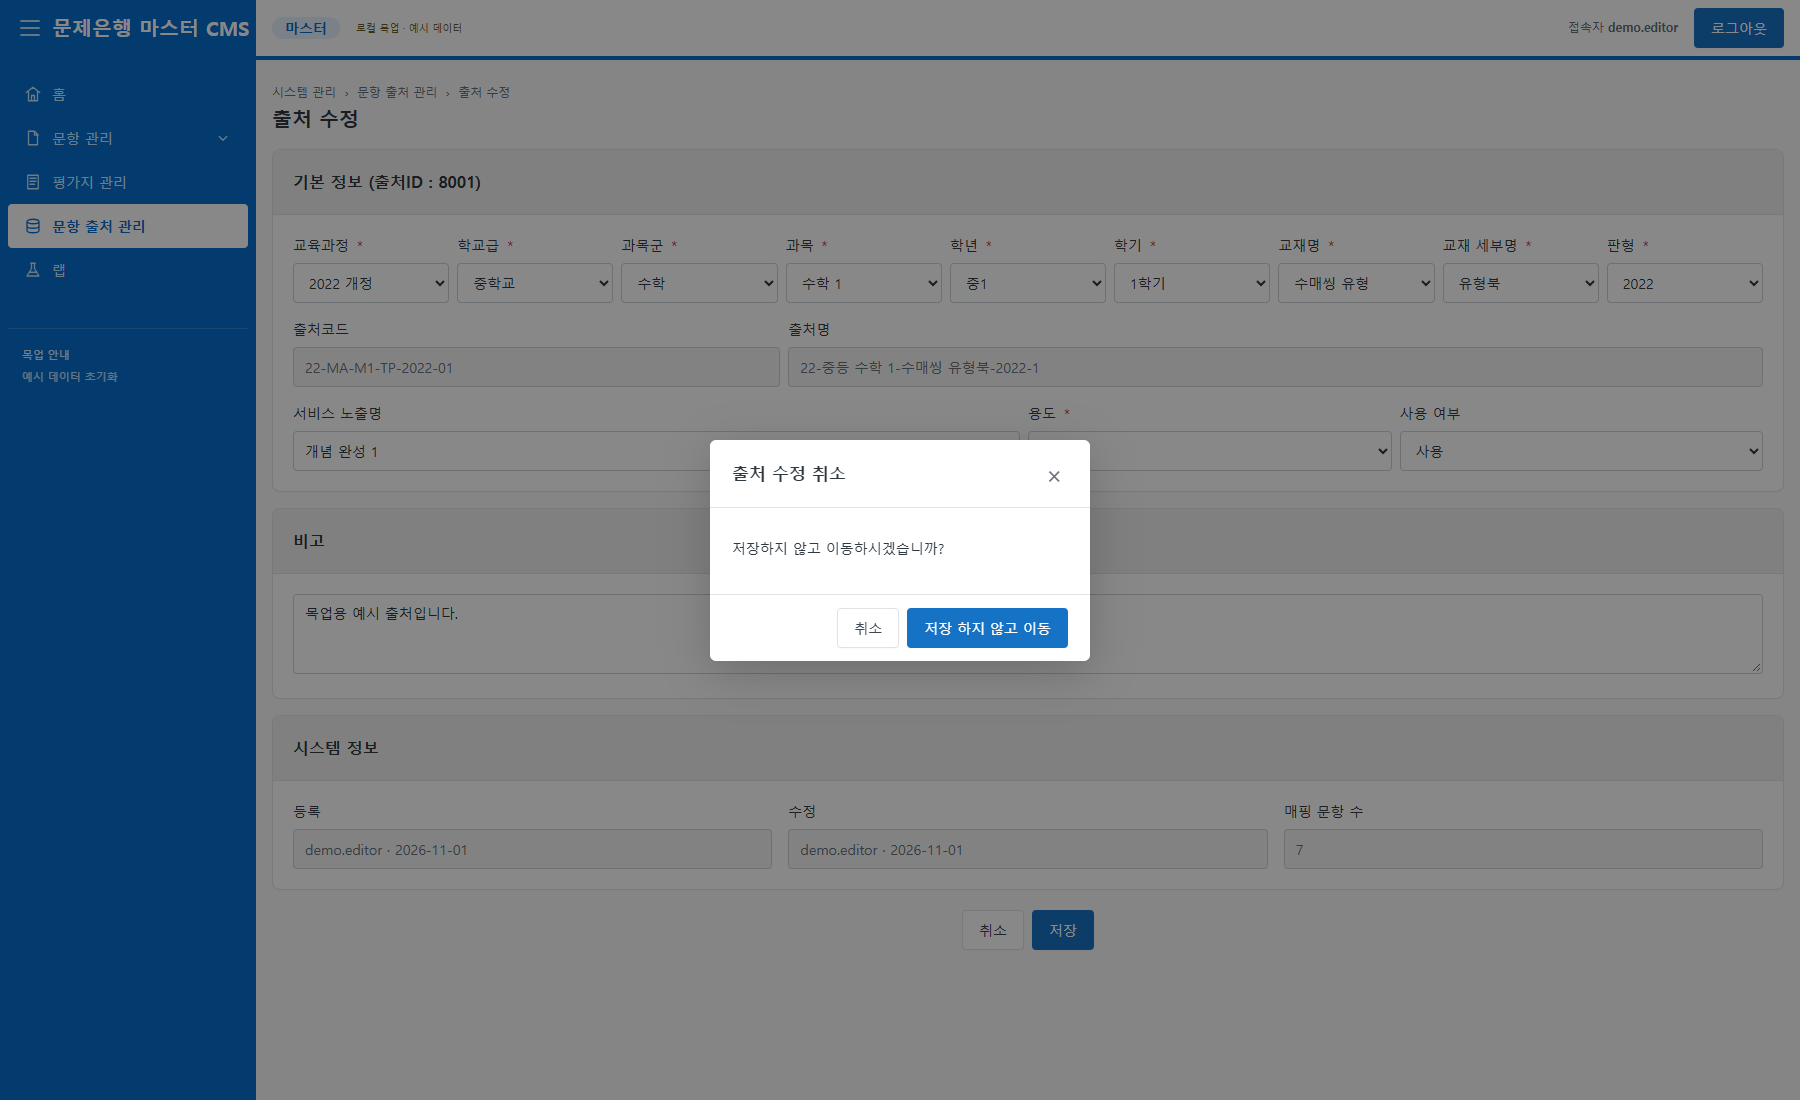 문제은행 마스터 CMS
마스터
로컬 목업 · 예시 데이터
접속자 demo.editor
로그아웃
홈
문항 관리
평가지 관리
문항 출처 관리
랩
목업 안내
예시 데이터 초기화
시스템 관리 › 문항 출처 관리 › 출처 수정
출처 수정
기본 정보 (출처ID : 8001)
교육과정 * 학교급 * 과목군 * 과목 * 학년 * 학기 * 교재명 * 교재 세부명 * 판형 *
2022 개정 중학교 수학 수학 1 중1 1학기 수매씽 유형 유형북 2022
출처코드 출처명
22-MA-M1-TP-2022-01 22-중등 수학 1-수매씽 유형북-2022-1
서비스 노출명 용도 * 사용 여부
개념 완성 1 사용
출처 수정 취소
저장하지 않고 이동하시겠습니까?
취소 저장 하지 않고 이동
비고
목업용 예시 출처입니다.
시스템 정보
등록 수정 매핑 문항 수
demo.editor · 2026-11-01 demo.editor · 2026-11-01 7
취소 저장